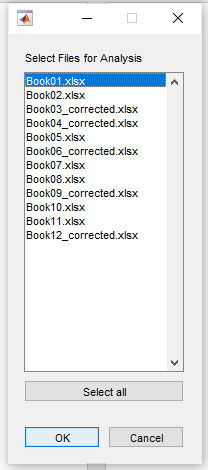 Select Files for Analysis
Book01.xlsx
Book02.xlsx
Book03_corrected.xlsx
Book04_corrected.xlsx
Book05.xlsx
Book06_corrected.xlsx
Book07.xlsx
Book08.xlsx
Book09_corrected.xlsx
Book10.xlsx
Book11.xlsx
Book12_corrected.xlsx
Select all
OK Cancel